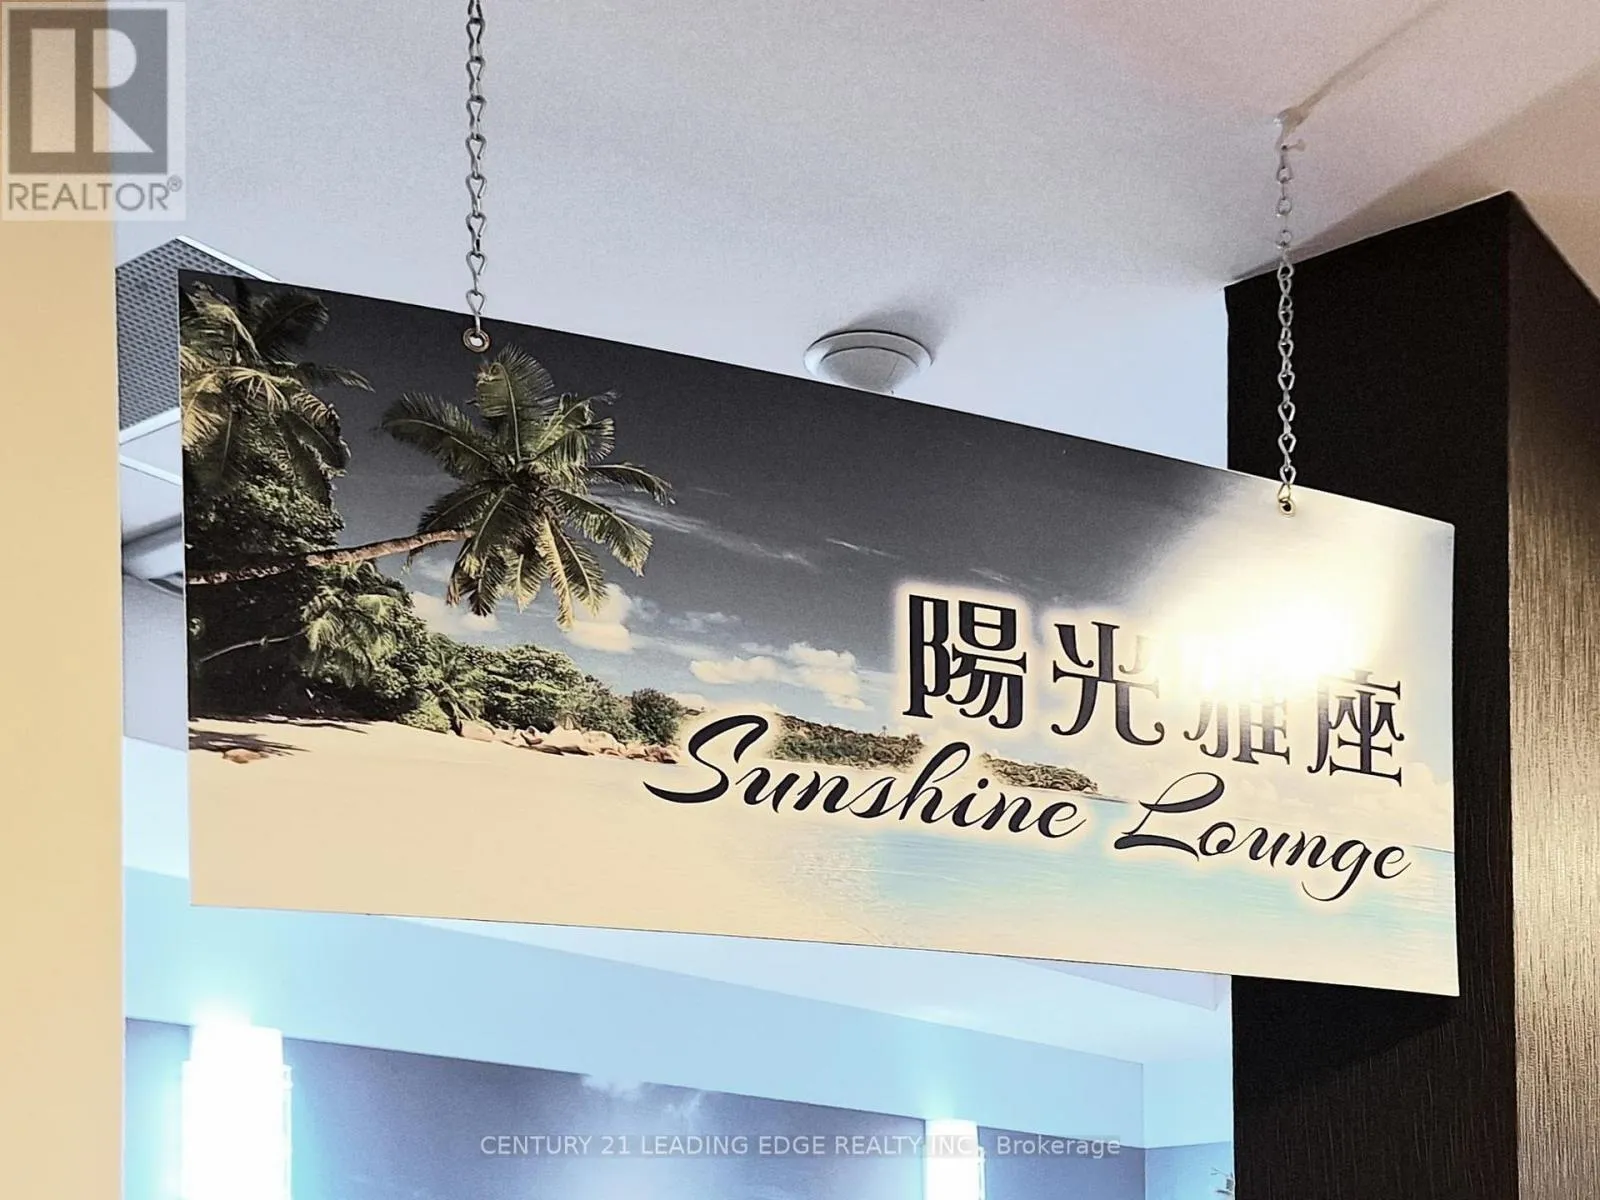 REALTOR®
陽光雅座
Sunshine Lounge
CENTURY 21 LEADING EDGE REALTY INC., Brokerage